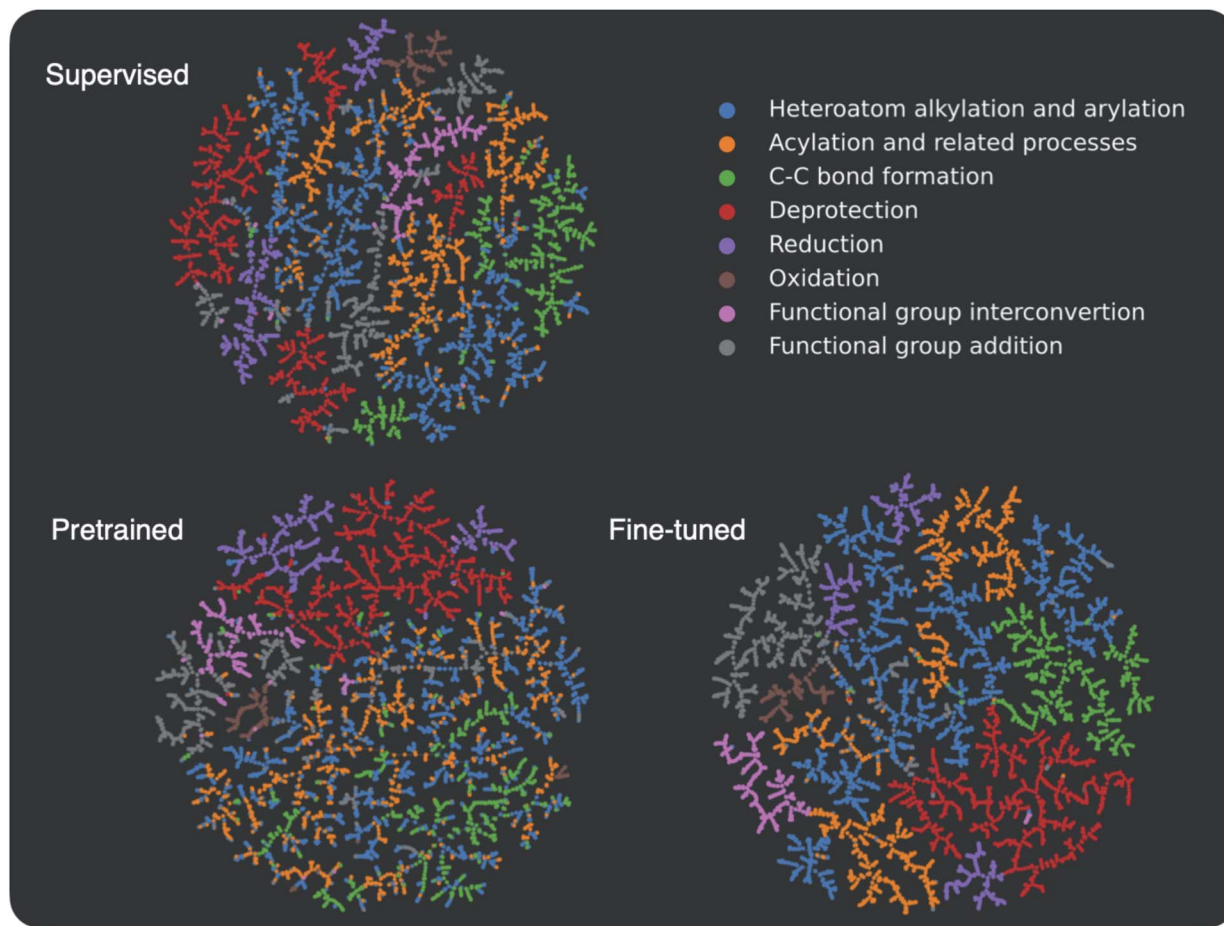 Supervised
Heteroatom alkylation and arylation
Acylation and related processes
C-C bond formation
Deprotection
Reduction
Oxidation
Functional group interconvertion
Functional group addition
Pretrained
Fine-tuned